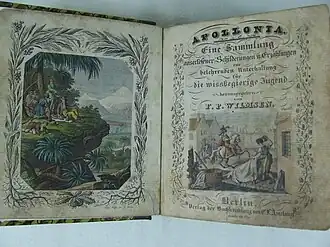 APOLLONIA.
Eine Sammlung
auserlesener Schilderungen u. Erzählungen
zur
belehrenden Unterhaltung
für
die wissbegierige Jugend
herausgegeben
F. P. WILMSEN.
Berlin,
Verlag der Buchhandlung von C. F. Amelang.